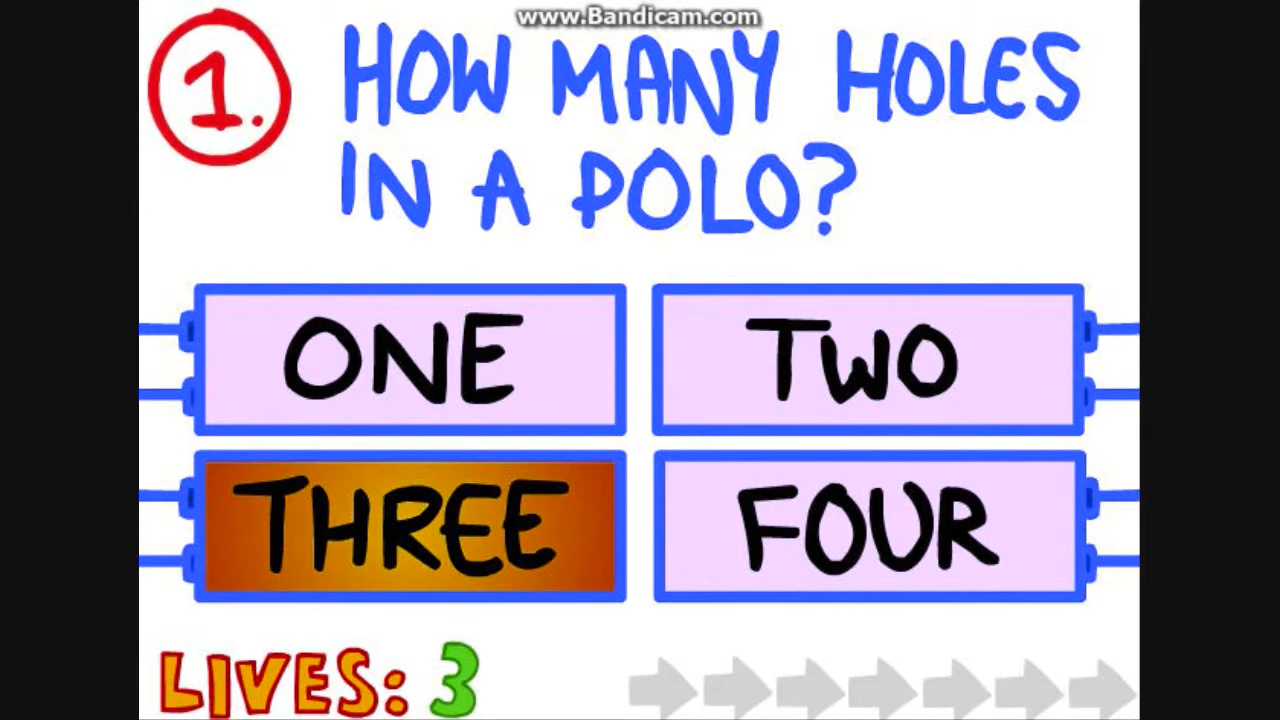 www.Bandicam.com
1. HOW MANY HOLES
IN A POLO?
ONE
TWO
THREE
FOUR
LIVES: 3